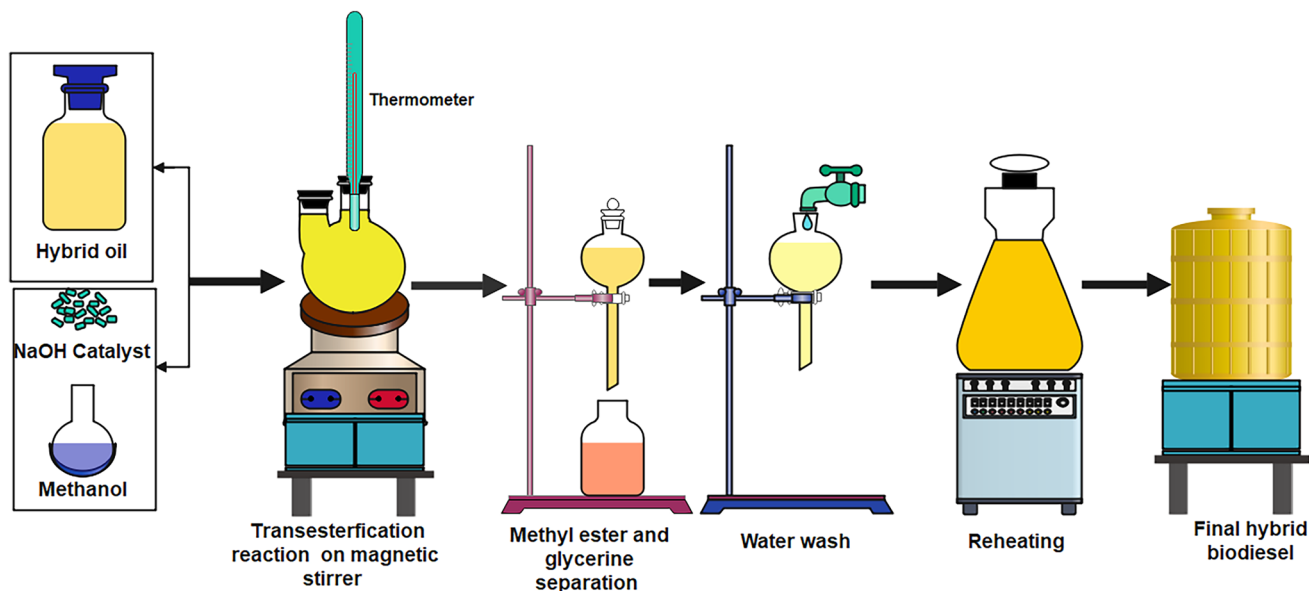 Thermometer
Hybrid oil
NaOH Catalyst
Methanol
Transesterfication
reaction on magnetic
stirrer
Methyl ester and
glycerine
separation
Water wash
Reheating
Final hybrid
biodiesel